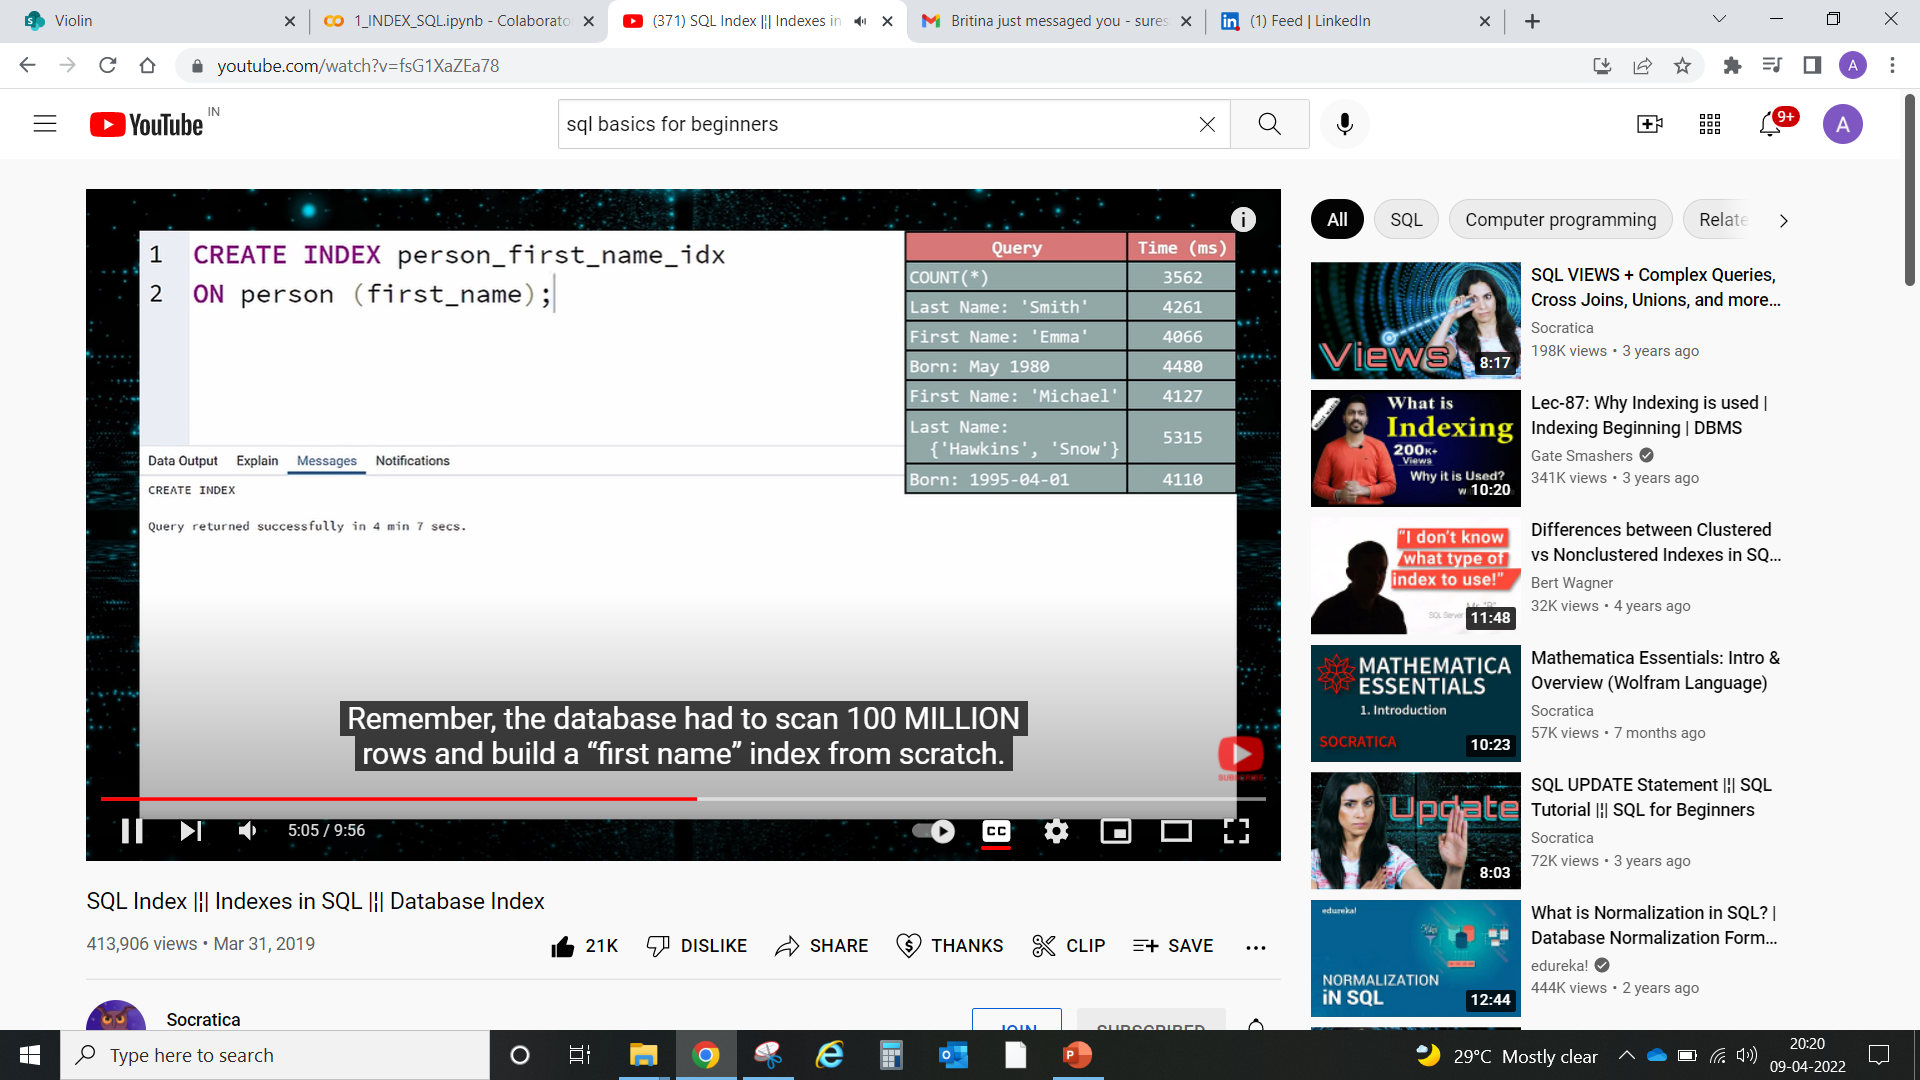 Violin
1_INDEX_SQL.ipynb - Colaborato
(371) SQL Index |¦| Indexes in
Britina just messaged you - sures
(1) Feed | LinkedIn
youtube.com/watch?v=fsG1XaZEa78
A
YouTube IN
sql basics for beginners
9+
A
1 CREATE INDEX person_first_name_idx
2 ON person (first_name);
Query Time (ms)
COUNT(*) 3562
Last Name: 'Smith' 4261
First Name: 'Emma' 4066
Born: May 1980 4480
First Name: 'Michael' 4127
Last Name:
{'Hawkins', 'Snow'} 5315
Born: 1995-04-01 4110
Data Output Explain Messages Notifications
CREATE INDEX
Query returned successfully in 4 min 7 secs.
Remember, the database had to scan 100 MILLION
rows and build a “first name” index from scratch.
SUBSCRIBE
5:05 / 9:56
CC
SQL Index |¦| Indexes in SQL |¦| Database Index
413,906 views • Mar 31, 2019
21K DISLIKE SHARE THANKS CLIP SAVE
Socratica
JOIN SUBSCRIBED
All SQL Computer programming Relate
Views
8:17
SQL VIEWS + Complex Queries,
Cross Joins, Unions, and more...
Socratica
198K views • 3 years ago
What is
Indexing
200K+
Views
Why it is Used?
10:20
Lec-87: Why Indexing is used |
Indexing Beginning | DBMS
Gate Smashers
341K views • 3 years ago
“I don’t know
what type of
index to use!”
11:48
Differences between Clustered
vs Nonclustered Indexes in SQ...
Bert Wagner
32K views • 4 years ago
MATHEMATICA
ESSENTIALS
1. Introduction
SOCRATICA
10:23
Mathematica Essentials: Intro &
Overview (Wolfram Language)
Socratica
57K views • 7 months ago
Update
8:03
SQL UPDATE Statement |¦| SQL
Tutorial |¦| SQL for Beginners
Socratica
72K views • 3 years ago
edureka!
NORMALIZATION
iN SQL
12:44
What is Normalization in SQL? |
Database Normalization Form...
edureka!
444K views • 2 years ago
Type here to search
29°C Mostly clear
20:20
09-04-2022